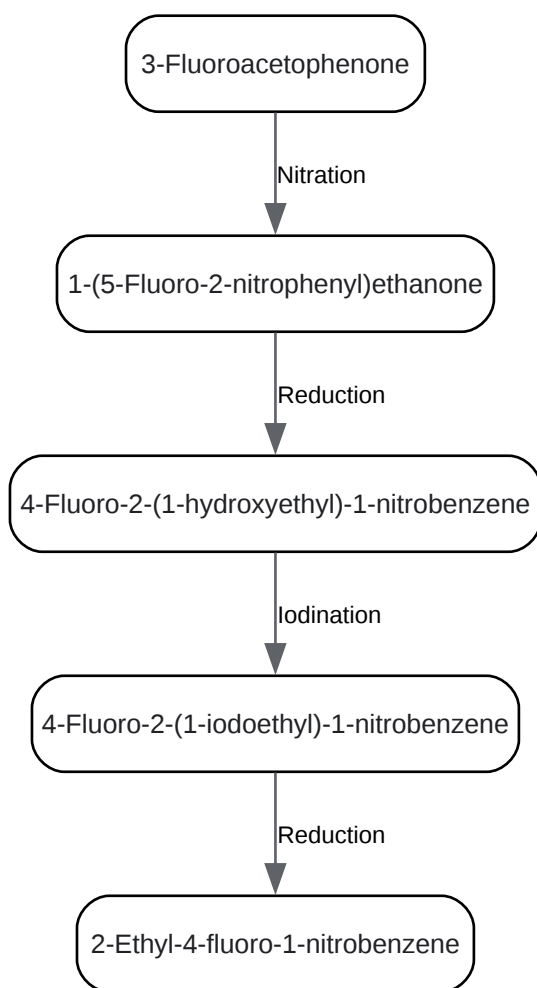 3-Fluoroacetophenone
Nitration
1-(5-Fluoro-2-nitrophenyl)ethanone
Reduction
4-Fluoro-2-(1-hydroxyethyl)-1-nitrobenzene
Iodination
4-Fluoro-2-(1-iodoethyl)-1-nitrobenzene
Reduction
2-Ethyl-4-fluoro-1-nitrobenzene